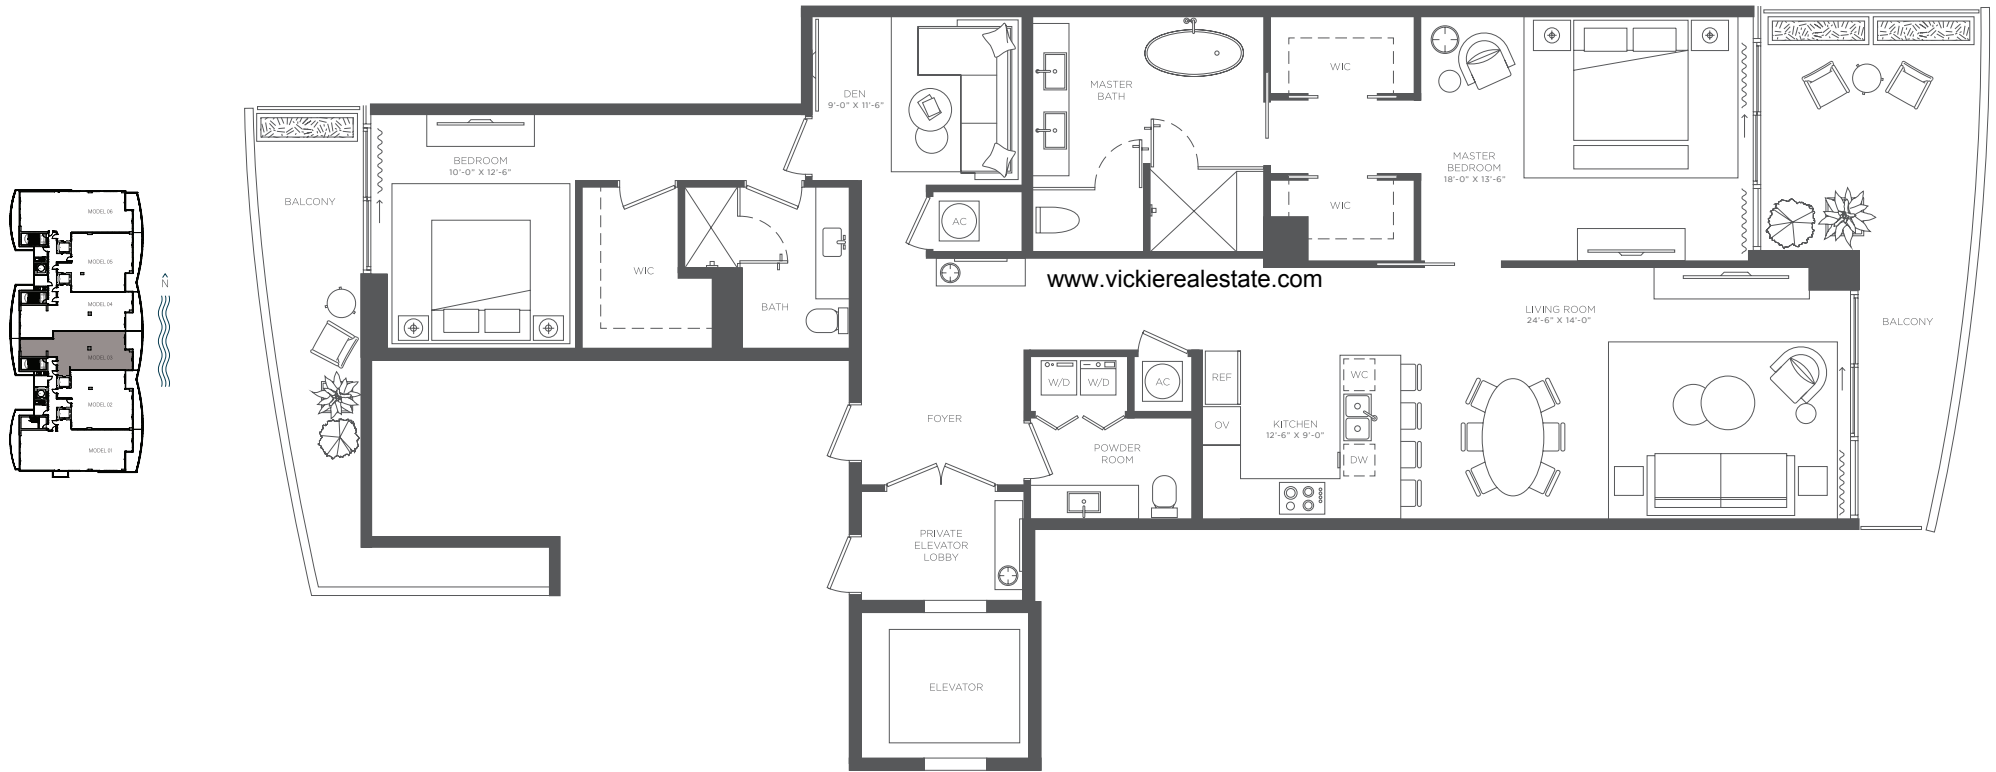 MODEL 06
MODEL 05
MODEL 04
MODEL 03
MODEL 02
MODEL 01
N
BALCONY
BEDROOM
10'-0" X 12'-6"
WIC
BATH
DEN
9'-0" X 11'-6"
AC
MASTER
BATH
WIC
WIC
MASTER
BEDROOM
18'-0" X 13'-6"
www.vickierealestate.com
LIVING ROOM
24'-6" X 14'-0"
BALCONY
FOYER
W/D
W/D
AC
POWDER
ROOM
REF
OV
KITCHEN
12'-6" X 9'-0"
WC
DW
PRIVATE
ELEVATOR
LOBBY
ELEVATOR